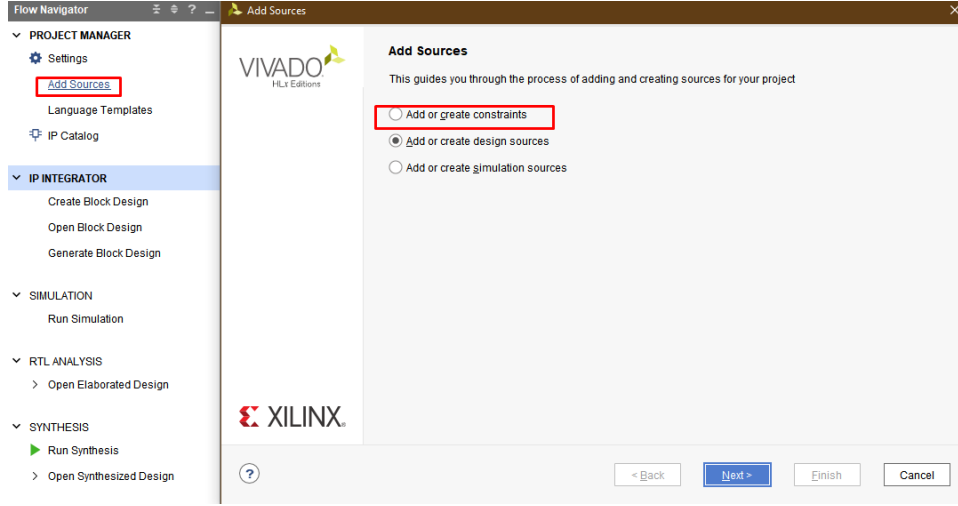 Flow Navigator
?
PROJECT MANAGER
Settings
Add Sources
Language Templates
IP Catalog
IP INTEGRATOR
Create Block Design
Open Block Design
Generate Block Design
SIMULATION
Run Simulation
RTL ANALYSIS
Open Elaborated Design
SYNTHESIS
Run Synthesis
Open Synthesized Design
Add Sources
VIVADO
HLx Editions
Add Sources
This guides you through the process of adding and creating sources for your project
Add or create constraints
Add or create design sources
Add or create simulation sources
XILINX
?
< Back
Next >
Finish
Cancel